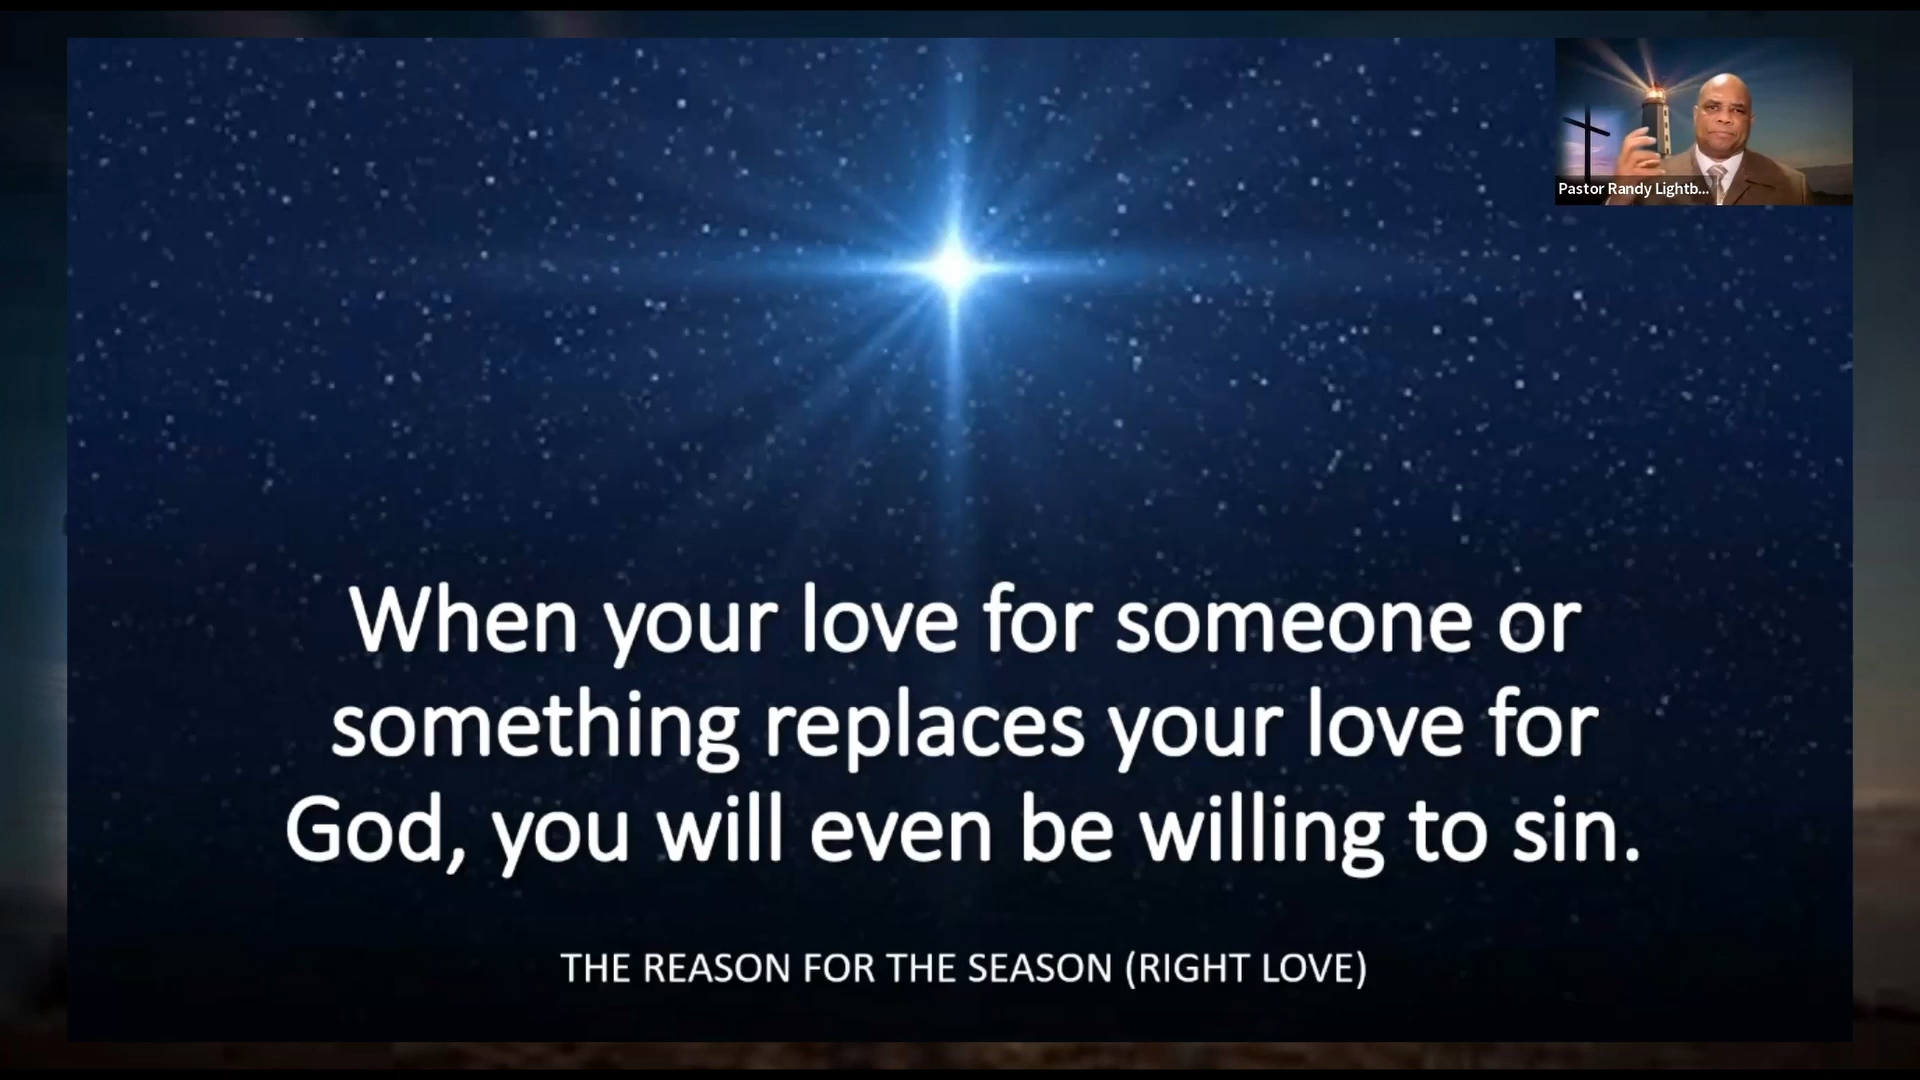 Pastor Randy Lightb...
When your love for someone or
something replaces your love for
God, you will even be willing to sin.
THE REASON FOR THE SEASON (RIGHT LOVE)